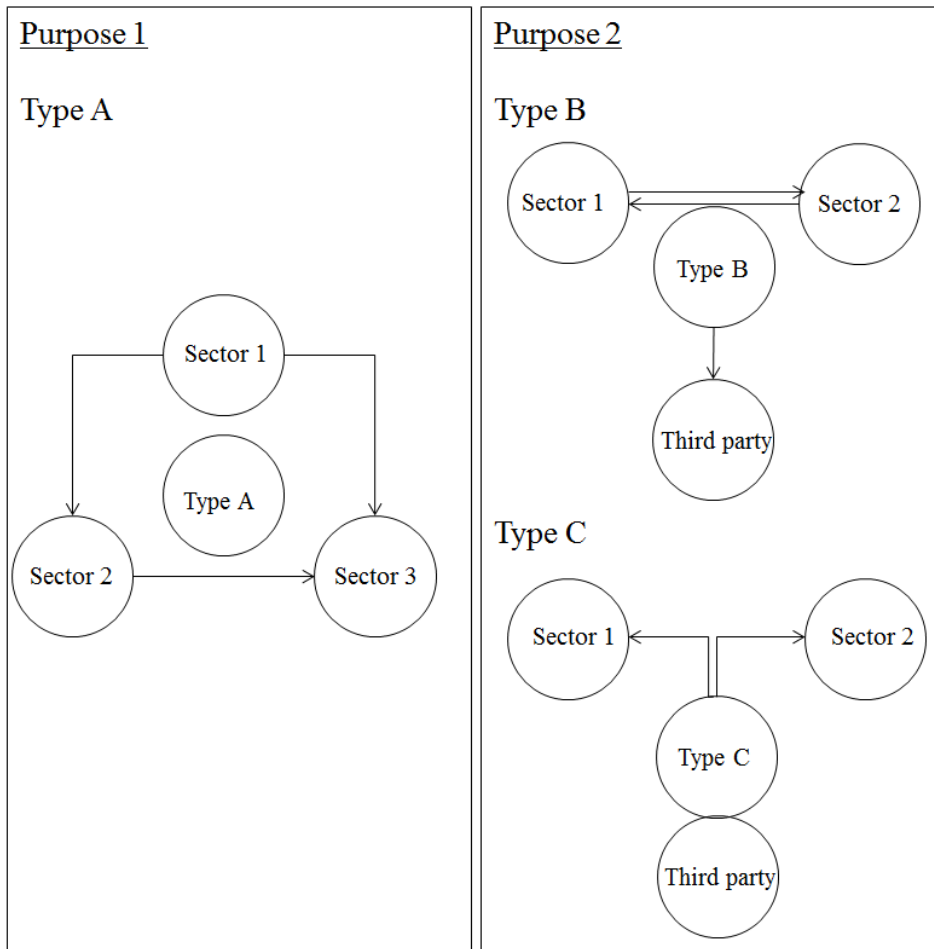 Purpose 1
Type A
Sector 1
Type A
Sector 2
Sector 3
Purpose 2
Type B
Sector 1
Sector 2
Type B
Third party
Type C
Sector 1
Sector 2
Type C
Third party